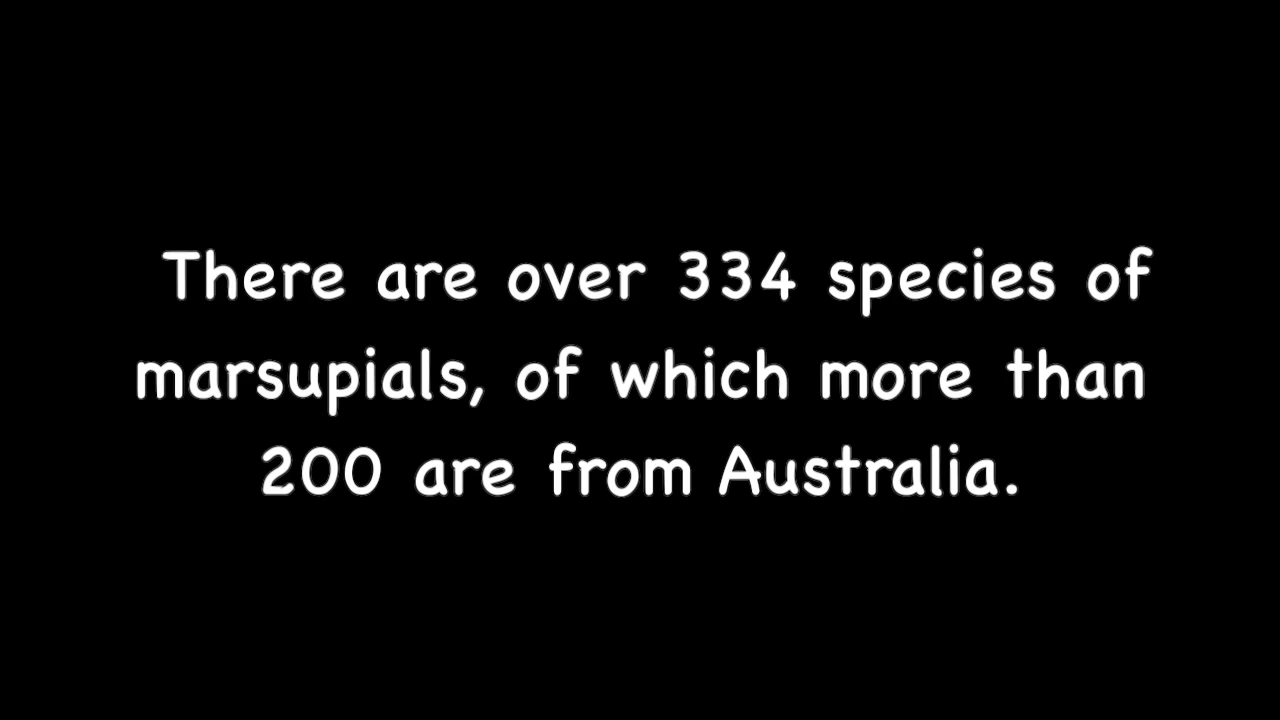 There are over 334 species of
marsupials, of which more than
200 are from Australia.